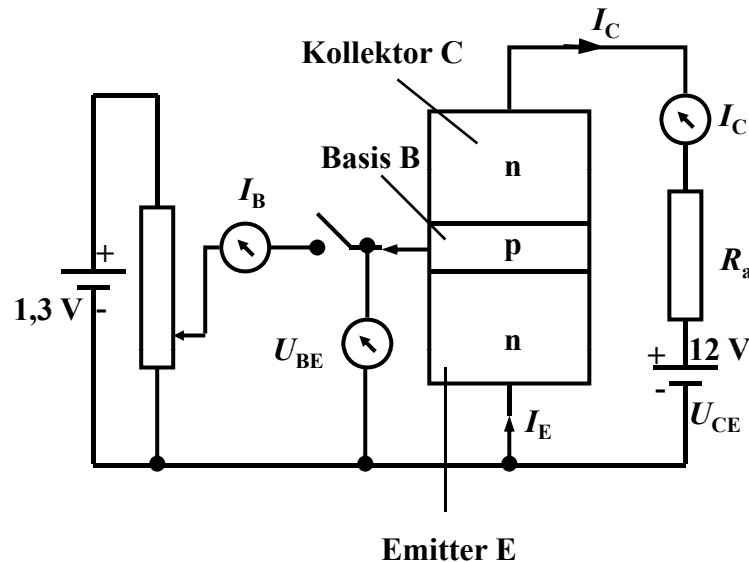 I_C
Kollektor C
I_C
Basis B
n
I_B
+
p
R_a
1,3 V
-
U_BE
n
+
12 V
-
U_CE
I_E
Emitter E